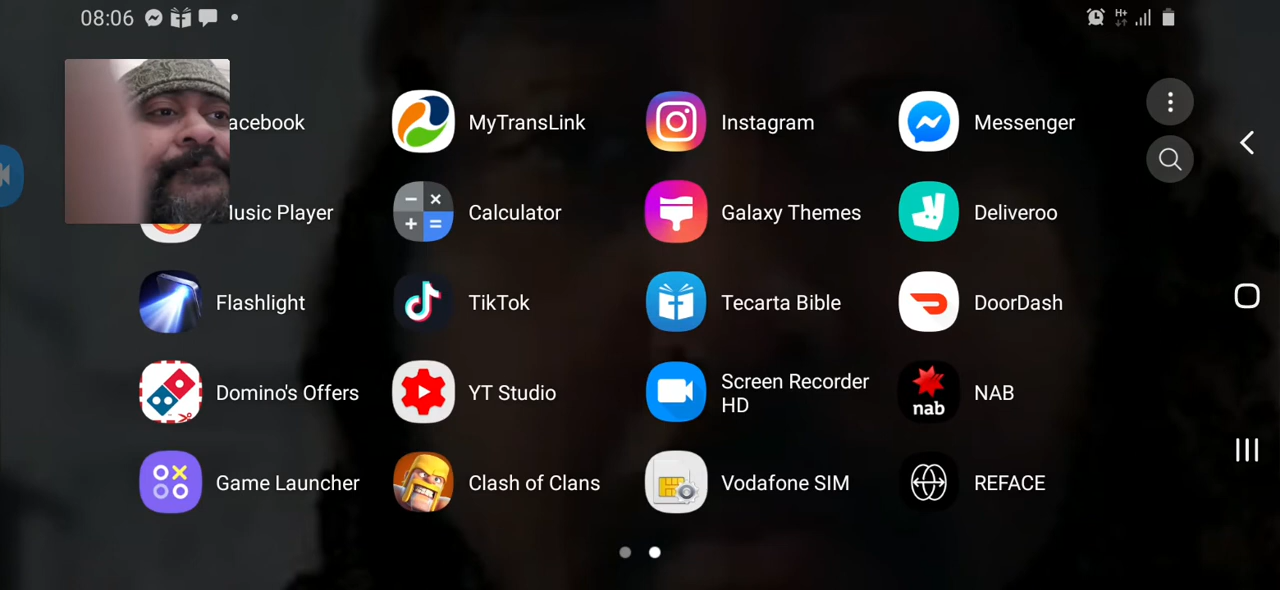 08:06
H+
acebook
MyTransLink
Instagram
Messenger
Music Player
Calculator
Galaxy Themes
Deliveroo
Flashlight
TikTok
Tecarta Bible
DoorDash
Domino's Offers
YT Studio
Screen Recorder
HD
nab
NAB
Game Launcher
Clash of Clans
Vodafone SIM
REFACE